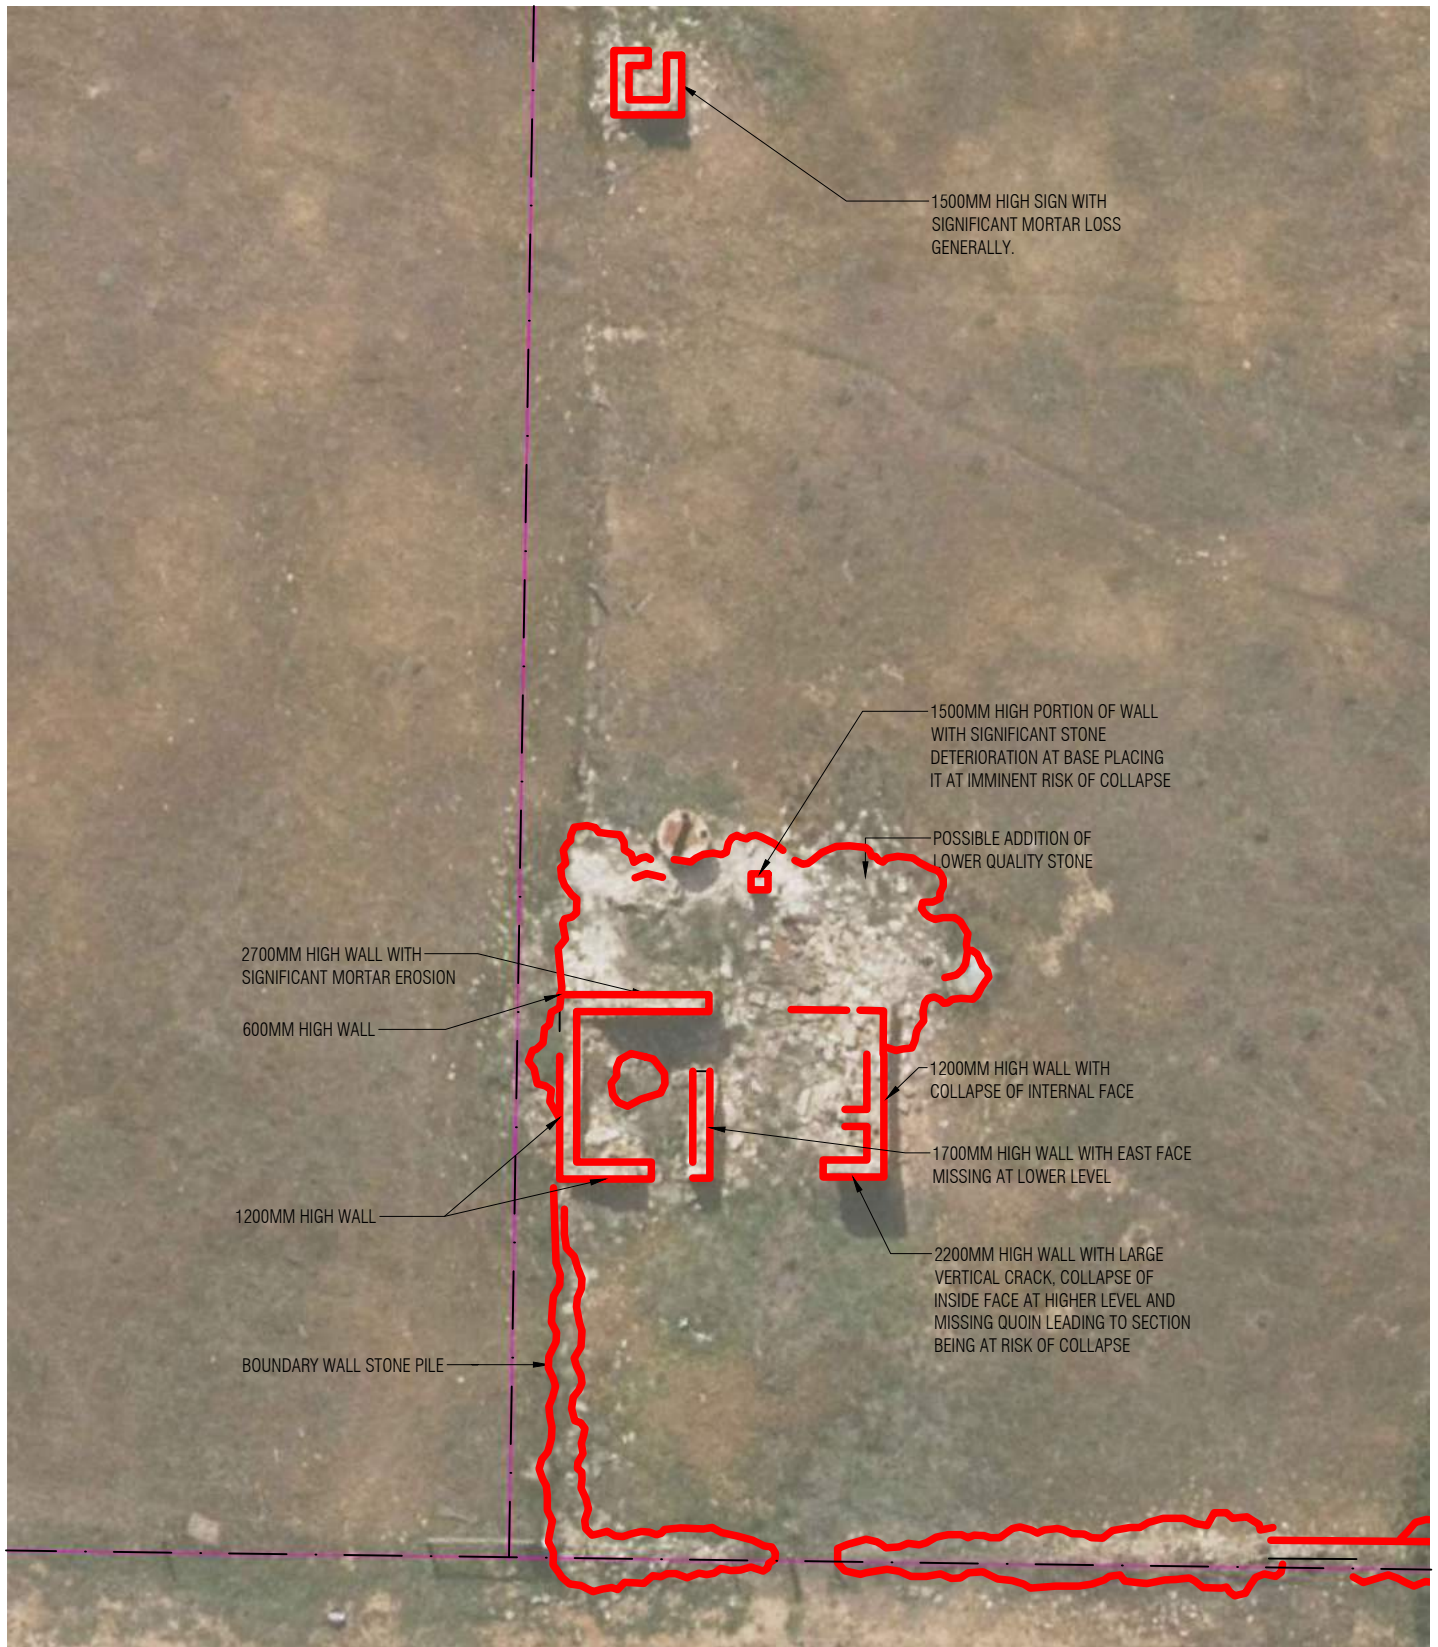 1500MM HIGH SIGN WITH
SIGNIFICANT MORTAR LOSS
GENERALLY.
1500MM HIGH PORTION OF WALL
WITH SIGNIFICANT STONE
DETERIORATION AT BASE PLACING
IT AT IMMINENT RISK OF COLLAPSE
POSSIBLE ADDITION OF
LOWER QUALITY STONE
2700MM HIGH WALL WITH
SIGNIFICANT MORTAR EROSION
600MM HIGH WALL
1200MM HIGH WALL WITH
COLLAPSE OF INTERNAL FACE
1700MM HIGH WALL WITH EAST FACE
MISSING AT LOWER LEVEL
1200MM HIGH WALL
2200MM HIGH WALL WITH LARGE
VERTICAL CRACK, COLLAPSE OF
INSIDE FACE AT HIGHER LEVEL AND
MISSING QUOIN LEADING TO SECTION
BEING AT RISK OF COLLAPSE
BOUNDARY WALL STONE PILE